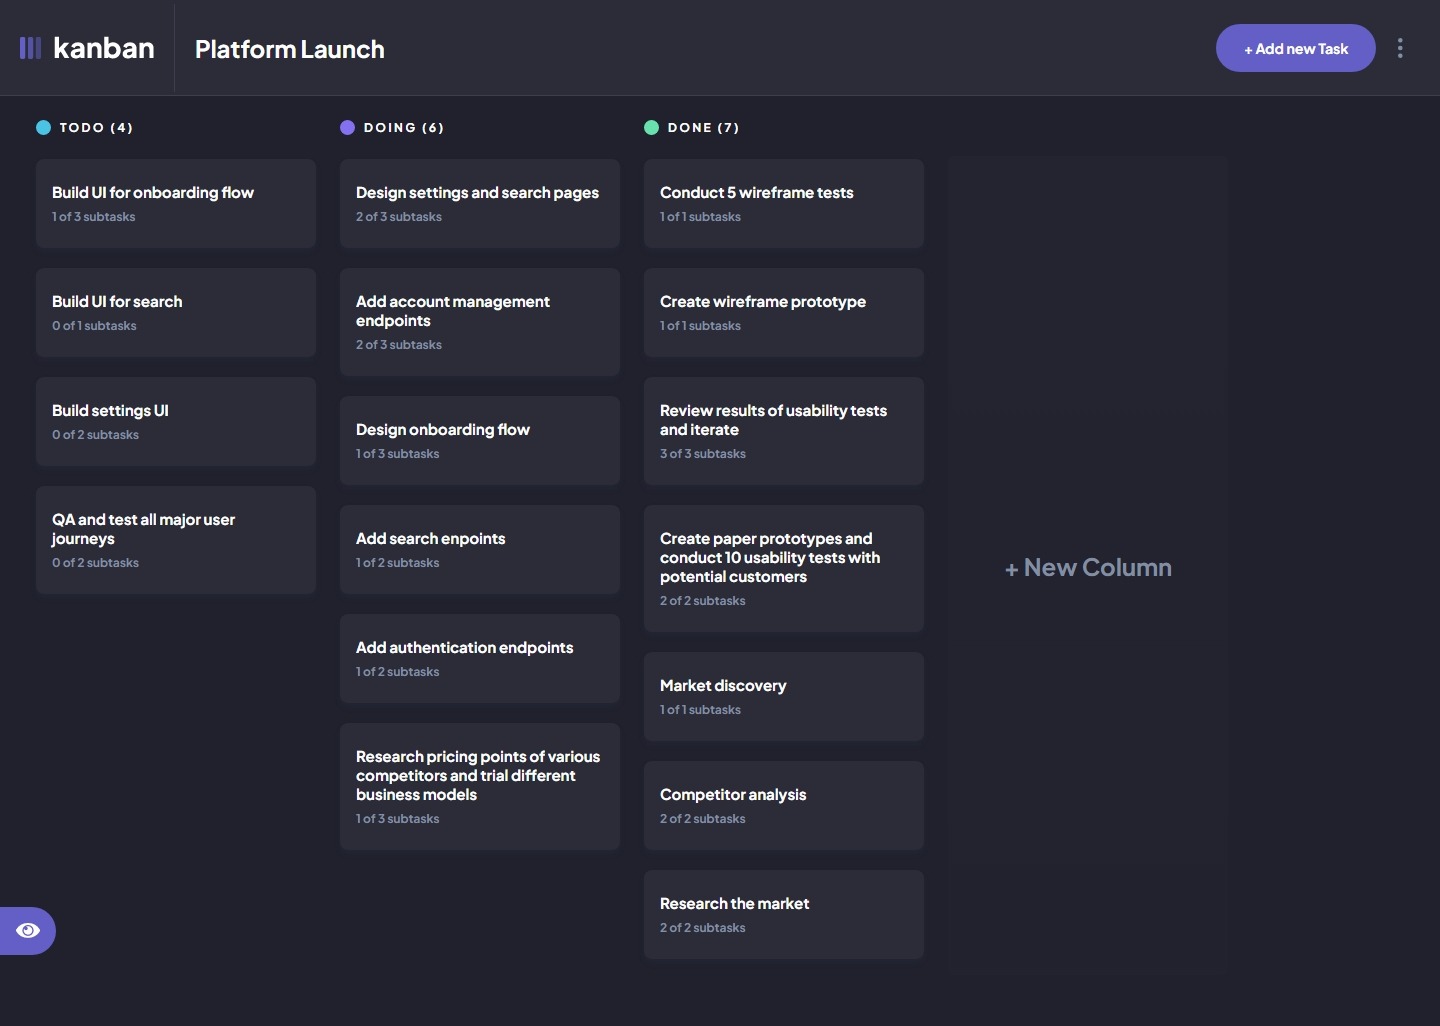 kanban
Platform Launch
+ Add new Task
TODO (4)
Build UI for onboarding flow
1 of 3 subtasks
Build UI for search
0 of 1 subtasks
Build settings UI
0 of 2 subtasks
QA and test all major user
journeys
0 of 2 subtasks
DOING (6)
Design settings and search pages
2 of 3 subtasks
Add account management
endpoints
2 of 3 subtasks
Design onboarding flow
1 of 3 subtasks
Add search enpoints
1 of 2 subtasks
Add authentication endpoints
1 of 2 subtasks
Research pricing points of various
competitors and trial different
business models
1 of 3 subtasks
DONE (7)
Conduct 5 wireframe tests
1 of 1 subtasks
Create wireframe prototype
1 of 1 subtasks
Review results of usability tests
and iterate
3 of 3 subtasks
Create paper prototypes and
conduct 10 usability tests with
potential customers
2 of 2 subtasks
Market discovery
1 of 1 subtasks
Competitor analysis
2 of 2 subtasks
Research the market
2 of 2 subtasks
+ New Column